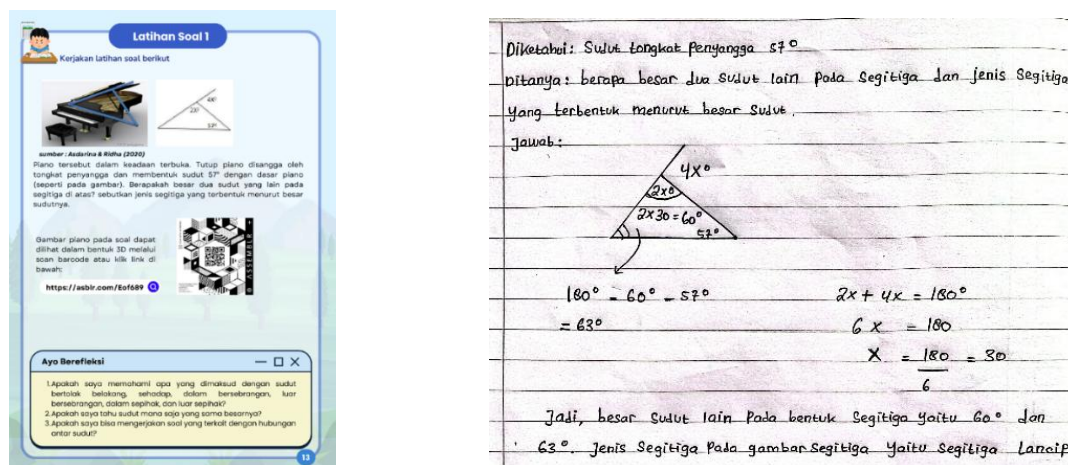 Latihan Soal 1
Kerjakan latihan soal berikut
57°
sumber : Asdarina & Ridha (2020)
Piano tersebut dalam keadaan terbuka. Tutup piano disangga oleh
tongkat penyangga dan membentuk sudut 57° dengan dasar piano
(seperti pada gambar). Berapakah besar dua sudut yang lain pada
segitiga di atas? sebutkan jenis segitiga yang terbentuk menurut besar
sudutnya.
Gambar piano pada soal dapat
dilihat dalam bentuk 3D melalui
scan barcode atau klik link di
bawah:
https://asblr.com/Eof689
ASSEMBLR
Ayo Berefleksi
1.Apakah saya memahami apa yang dimaksud dengan sudut
bertolak belakang, sehadap, dalam bersebrangan, luar
bersebrangan, dalam sepihak, dan luar sepihak?
2.Apakah saya tahu sudut mana saja yang sama besarnya?
3.Apakah saya bisa mengerjakan soal yang terkait dengan hubungan
antar sudut?
13
Diketahui : Sudut tongkat Penyangga 57°
Ditanya : berapa besar dua sudut lain pada Segitiga dan jenis Segitiga
yang terbentuk menurut besar Sudut.
Jawab :
4x°
2x°
2x30 = 60°
57°
180° - 60° - 57°
= 63°
2x + 4x = 180°
6x = 180
x = 180 = 30
6
Jadi, besar Sudut lain Pada bentuk Segitiga yaitu 60° dan
63°. Jenis Segitiga Pada gambar Segitiga yaitu Segitiga Lancip